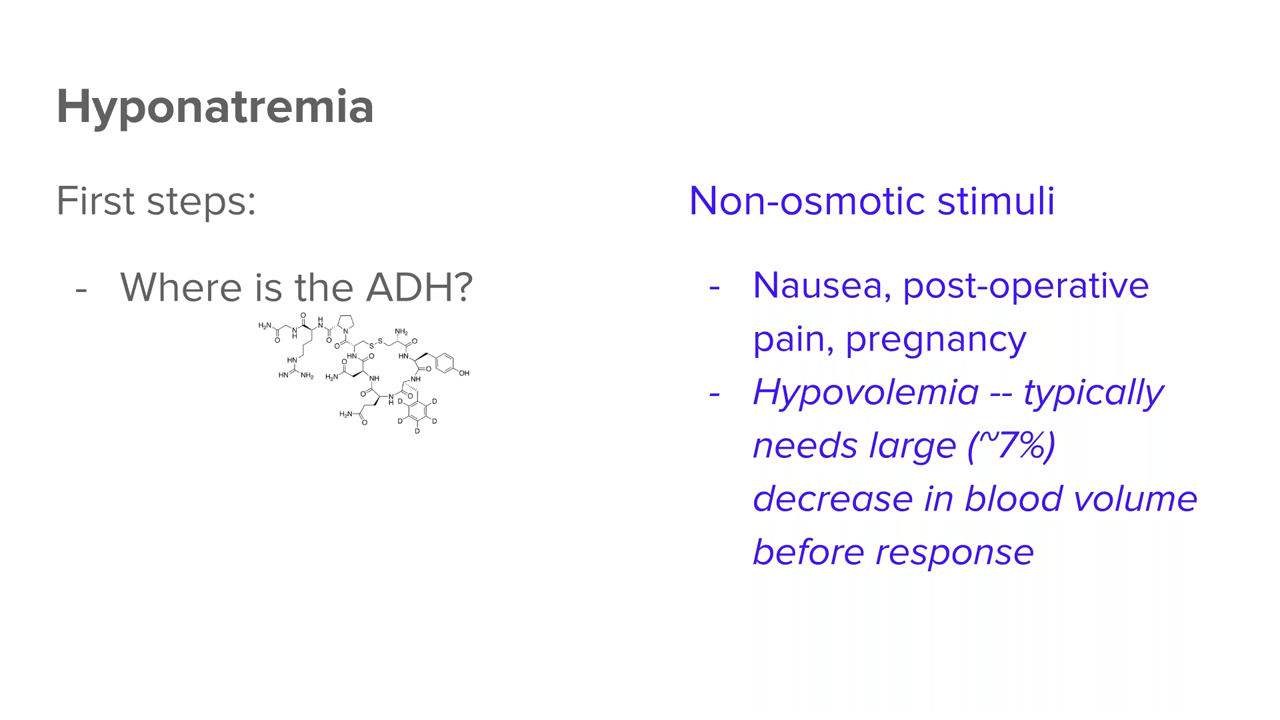 Hyponatremia
First steps:
- Where is the ADH?
Non-osmotic stimuli
- Nausea, post-operative
pain, pregnancy
- Hypovolemia -- typically
needs large (~7%)
decrease in blood volume
before response